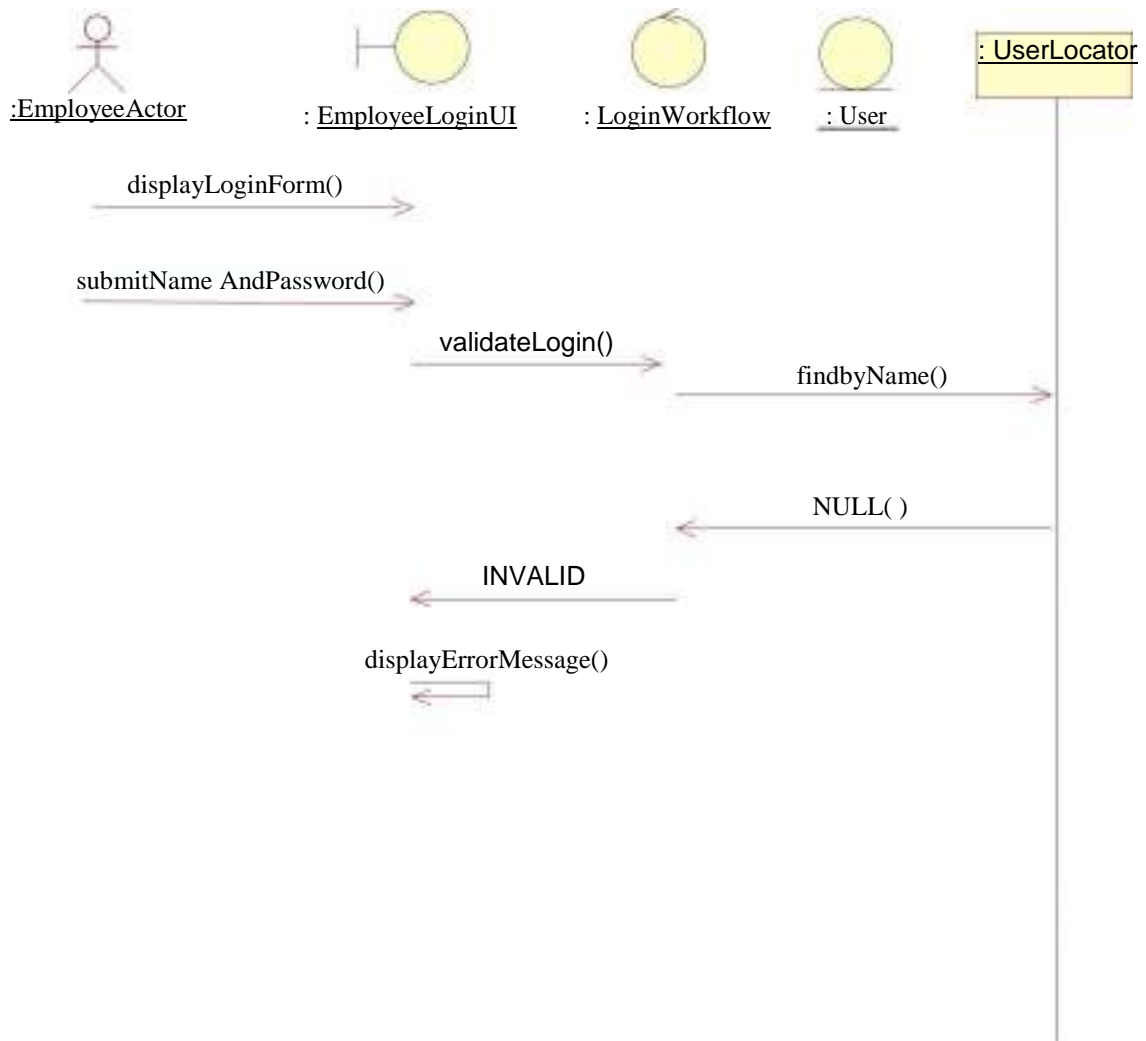 : UserLocator
:EmployeeActor
: EmployeeLoginUI
: LoginWorkflow
: User
displayLoginForm()
submitName AndPassword()
validateLogin()
findbyName()
NULL( )
INVALID
displayErrorMessage()